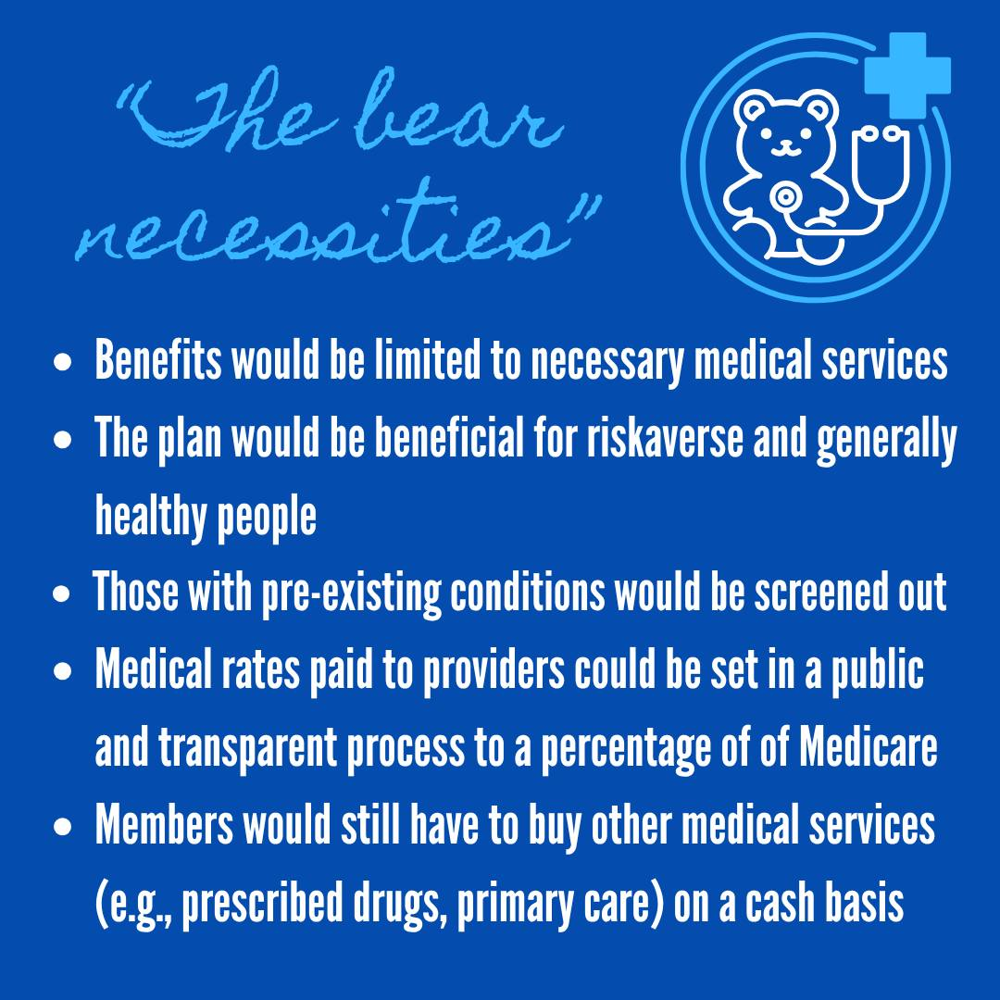 "The bear
necessities"
• Benefits would be limited to necessary medical services
• The plan would be beneficial for riskaverse and generally
healthy people
• Those with pre-existing conditions would be screened out
• Medical rates paid to providers could be set in a public
and transparent process to a percentage of of Medicare
• Members would still have to buy other medical services
(e.g., prescribed drugs, primary care) on a cash basis